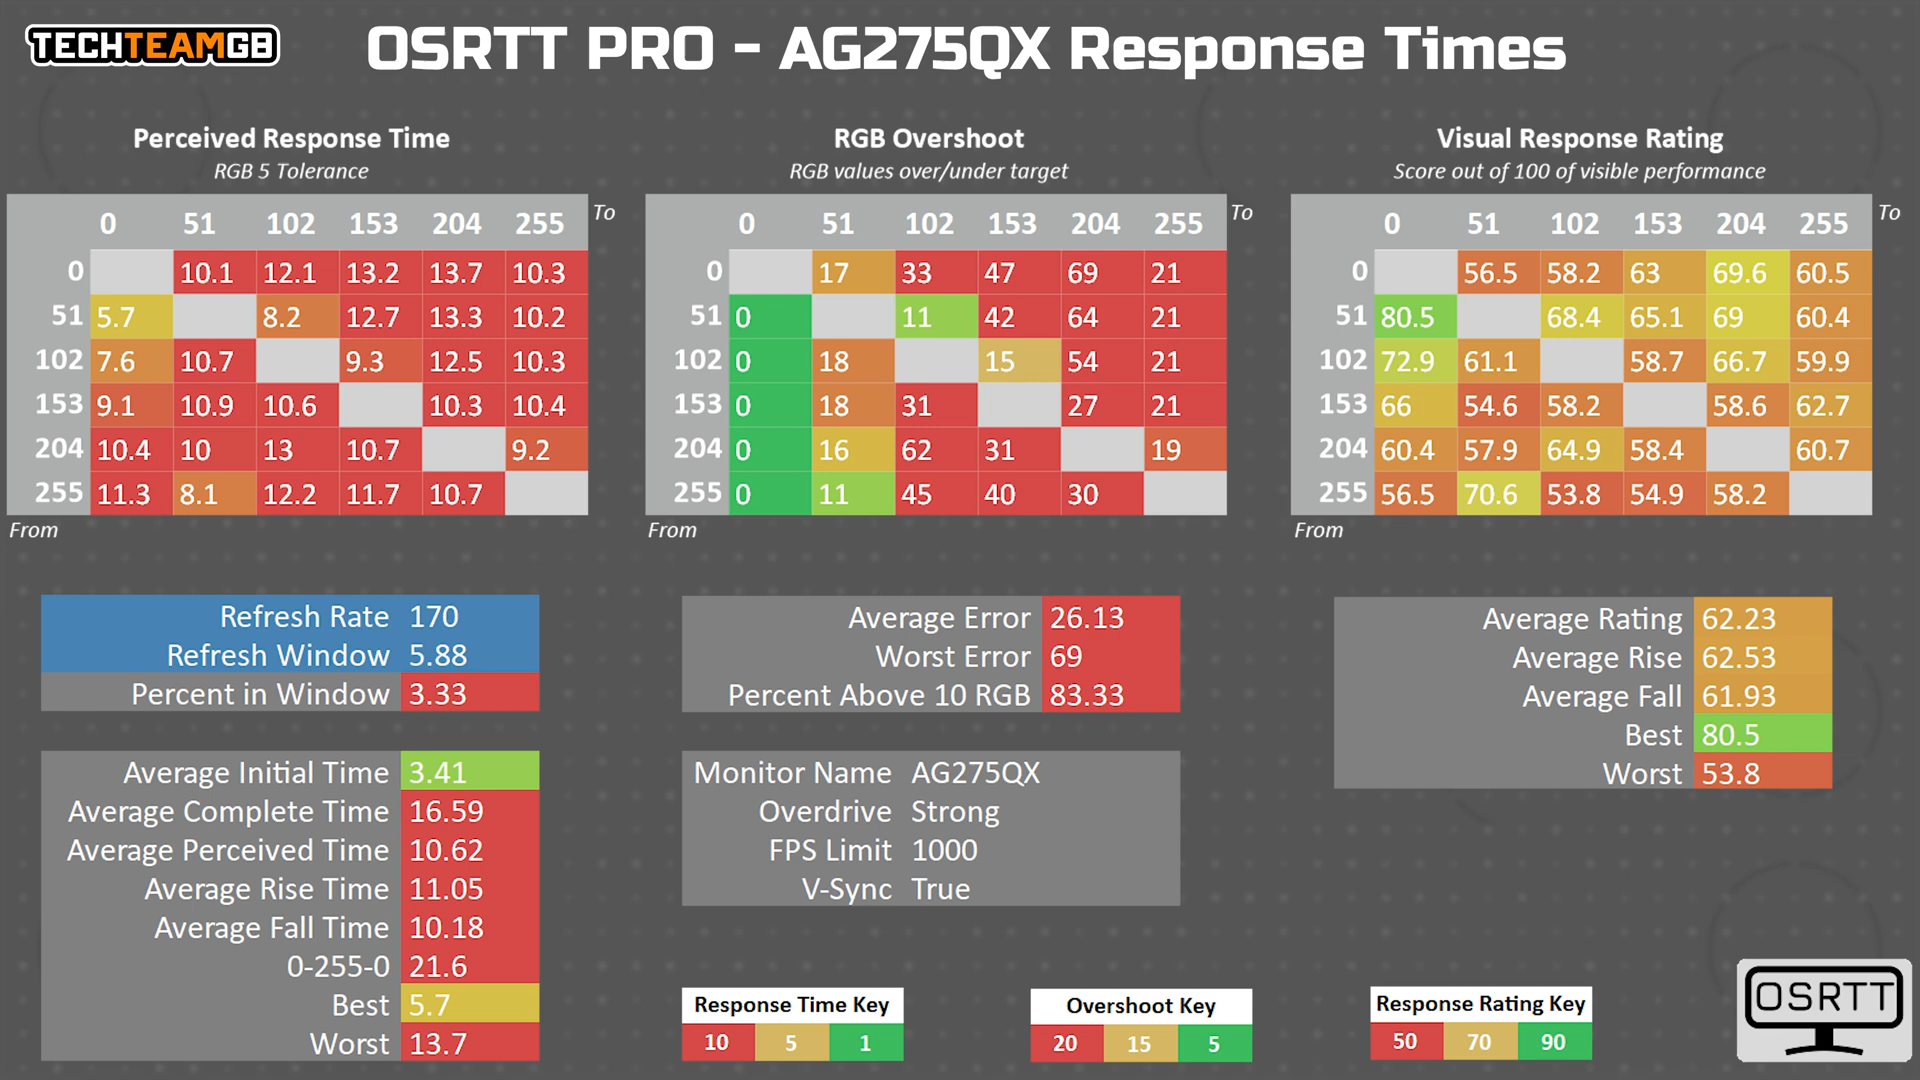 TECHTEAMGB
OSRTT PRO - AG275QX Response Times
Perceived Response Time
RGB 5 Tolerance
0 51 102 153 204 255 To
0 10.1 12.1 13.2 13.7 10.3
51 5.7 8.2 12.7 13.3 10.2
102 7.6 10.7 9.3 12.5 10.3
153 9.1 10.9 10.6 10.3 10.4
204 10.4 10 13 10.7 9.2
255 11.3 8.1 12.2 11.7 10.7
From
RGB Overshoot
RGB values over/under target
0 51 102 153 204 255 To
0 17 33 47 69 21
51 0 11 42 64 21
102 0 18 15 54 21
153 0 18 31 27 21
204 0 16 62 31 19
255 0 11 45 40 30
From
Visual Response Rating
Score out of 100 of visible performance
0 51 102 153 204 255 To
0 56.5 58.2 63 69.6 60.5
51 80.5 68.4 65.1 69 60.4
102 72.9 61.1 58.7 66.7 59.9
153 66 54.6 58.2 58.6 62.7
204 60.4 57.9 64.9 58.4 60.7
255 56.5 70.6 53.8 54.9 58.2
From
Refresh Rate 170
Refresh Window 5.88
Percent in Window 3.33
Average Initial Time 3.41
Average Complete Time 16.59
Average Perceived Time 10.62
Average Rise Time 11.05
Average Fall Time 10.18
0-255-0 21.6
Best 5.7
Worst 13.7
Average Error 26.13
Worst Error 69
Percent Above 10 RGB 83.33
Monitor Name AG275QX
Overdrive Strong
FPS Limit 1000
V-Sync True
Average Rating 62.23
Average Rise 62.53
Average Fall 61.93
Best 80.5
Worst 53.8
Response Time Key
10 5 1
Overshoot Key
20 15 5
Response Rating Key
50 70 90
OSRTT